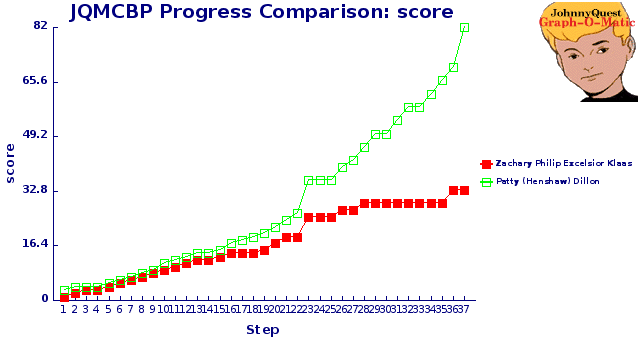 JQMCBP Progress Comparison: score
JohnnyQuest
Graph-O-Matic
82
65.6
49.2
32.8
16.4
0
score
Zachary Philip Excelsior Klaas
Patty (Henshaw) Dillon
1 2 3 4 5 6 7 8 9 10 11 12 13 14 15 16 17 18 19 20 21 22 23 24 25 26 27 28 29 30 31 32 33 34 35 36 37
Step